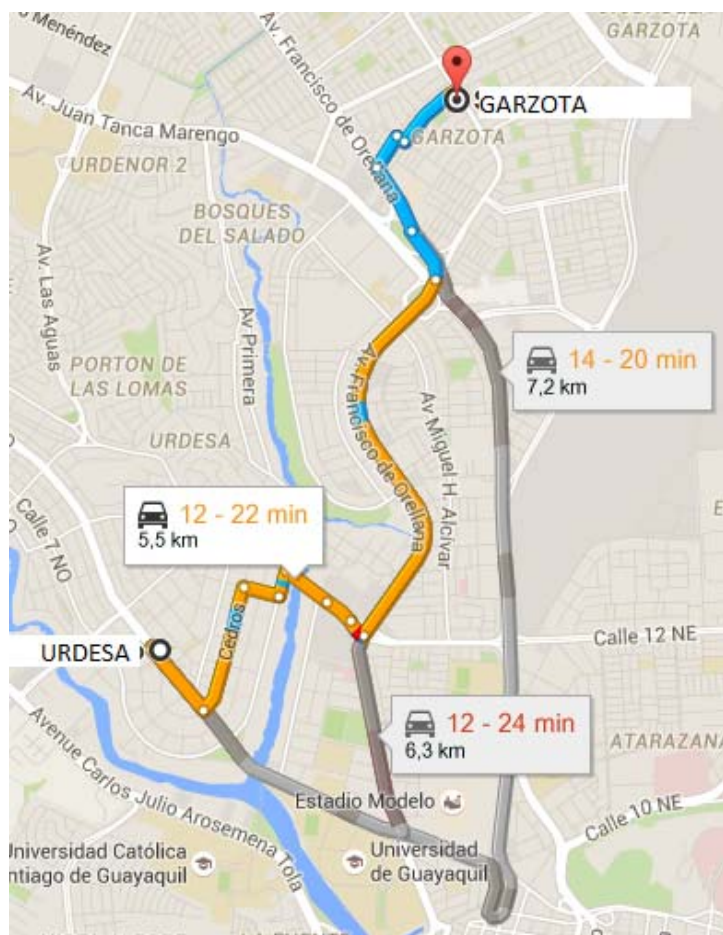 Menéndez
Av. Francisco de Orellana
GARZOTA
GARZOTA
Av. Juan Tanca Marengo
GARZOTA
URDENOR 2
BOSQUES
DEL SALADO
Av. Las Aguas
Av Primera
14 - 20 min
7,2 km
PORTON DE
LAS LOMAS
Av. Francisco de Orellana
Av Miguel H. Alcívar
URDESA
Calle 7 NO
12 - 22 min
5,5 km
Cedros
Calle 12 NE
URDESA
12 - 24 min
6,3 km
ATARAZANA
Avenue Carlos Julio Arosemena Tola
Estadio Modelo
Calle 10 NE
Universidad Católica
ntiago de Guayaquil
Universidad
de Guayaquil